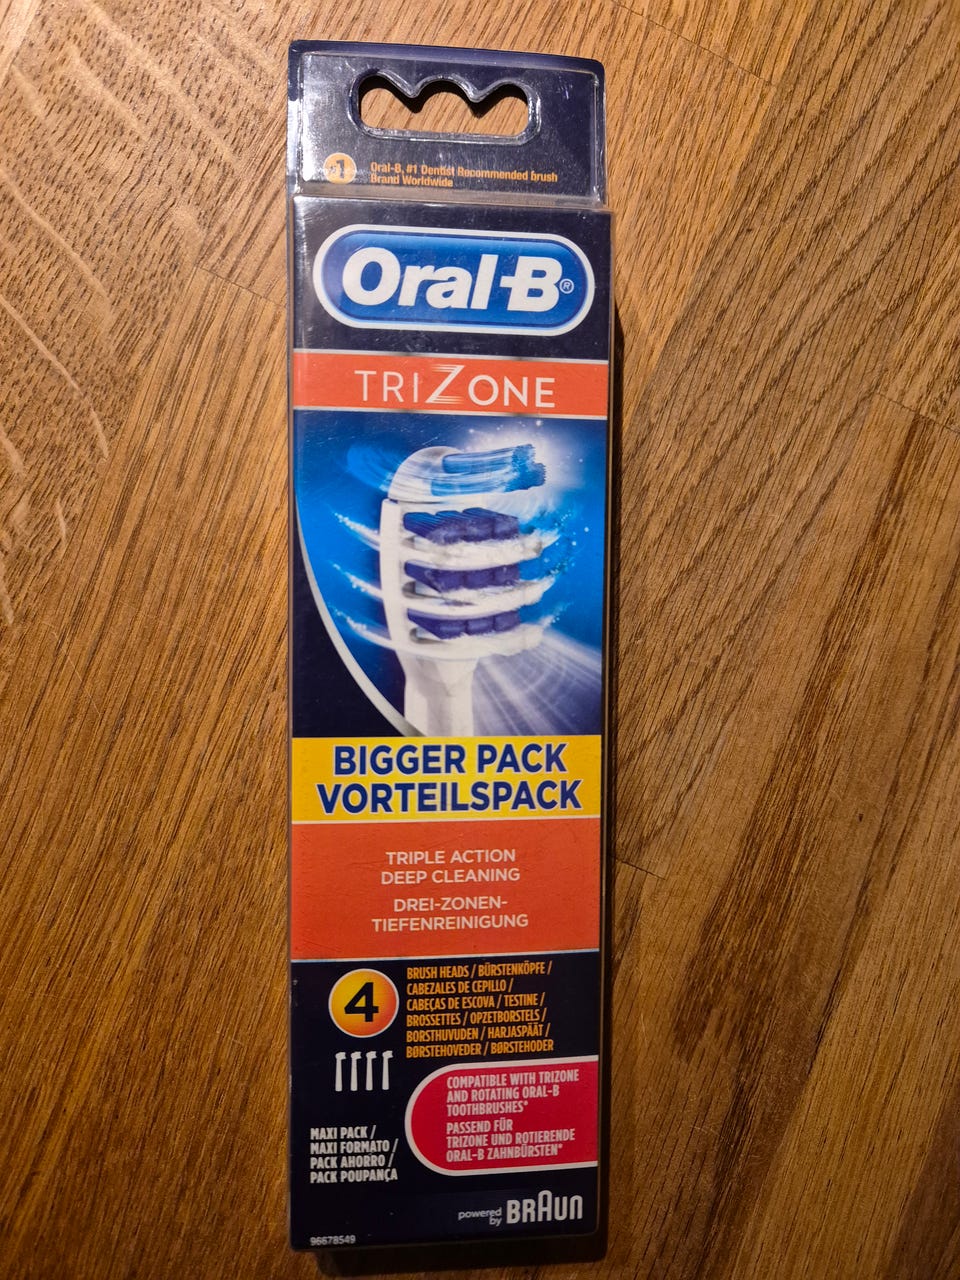 1
Oral-B, #1 Dentist Recommended brush
Brand Worldwide
Oral-B®
TRIZONE
BIGGER PACK
VORTEILSPACK
TRIPLE ACTION
DEEP CLEANING
DREI-ZONEN-
TIEFENREINIGUNG
4
BRUSH HEADS / BÜRSTENKÖPFE /
CABEZALES DE CEPILLO /
CABEÇAS DE ESCOVA / TESTINE /
BROSSETTES / OPZETBORSTELS /
BORSTHUVUDEN / HARJASPÄÄT /
BØRSTEHOVEDER / BØRSTEHODER
COMPATIBLE WITH TRIZONE
AND ROTATING ORAL-B
TOOTHBRUSHES*
PASSEND FÜR
TRIZONE UND ROTIERENDE
ORAL-B ZAHNBÜRSTEN*
MAXI PACK /
MAXI FORMATO /
PACK AHORRO /
PACK POUPANÇA
powered
by
BRAUN
96678549